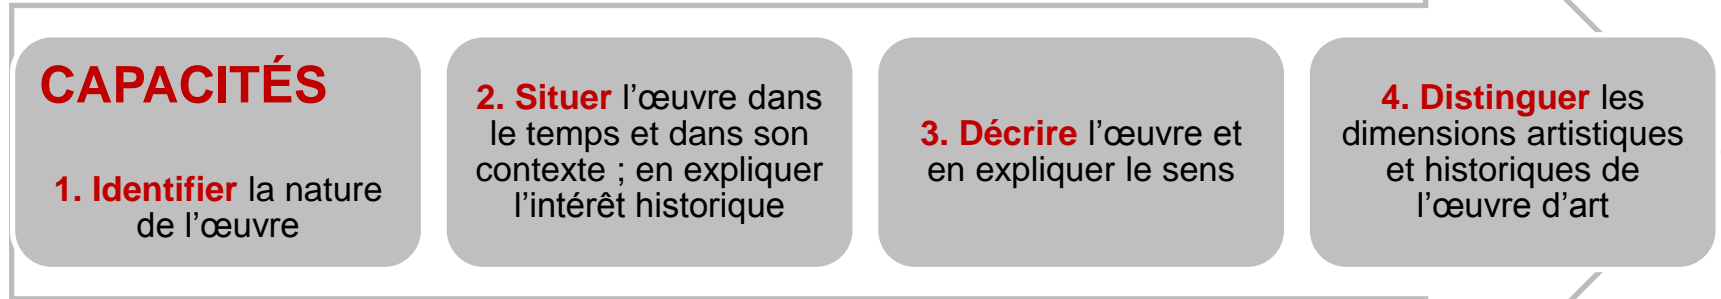 CAPACITÉS
1. Identifier la nature
de l’œuvre
2. Situer l’œuvre dans
le temps et dans son
contexte ; en expliquer
l’intérêt historique
3. Décrire l’œuvre et
en expliquer le sens
4. Distinguer les
dimensions artistiques
et historiques de
l’œuvre d’art